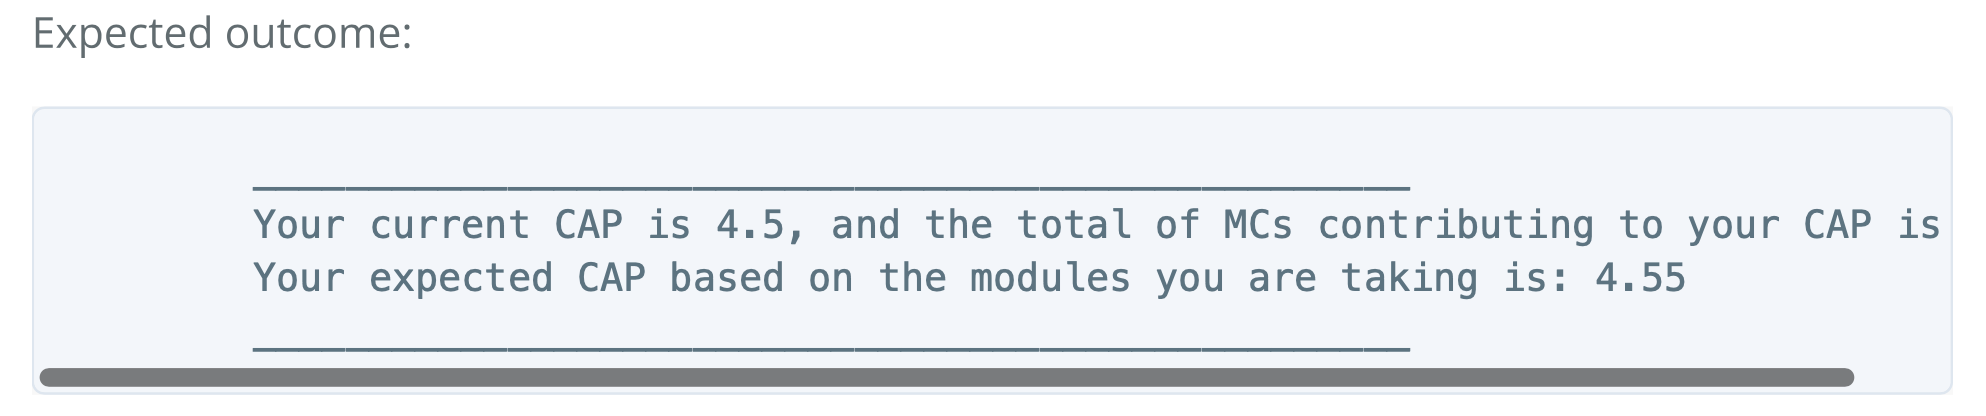 Expected outcome:
__________________________________________________
Your current CAP is 4.5, and the total of MCs contributing to your CAP is
Your expected CAP based on the modules you are taking is: 4.55
__________________________________________________